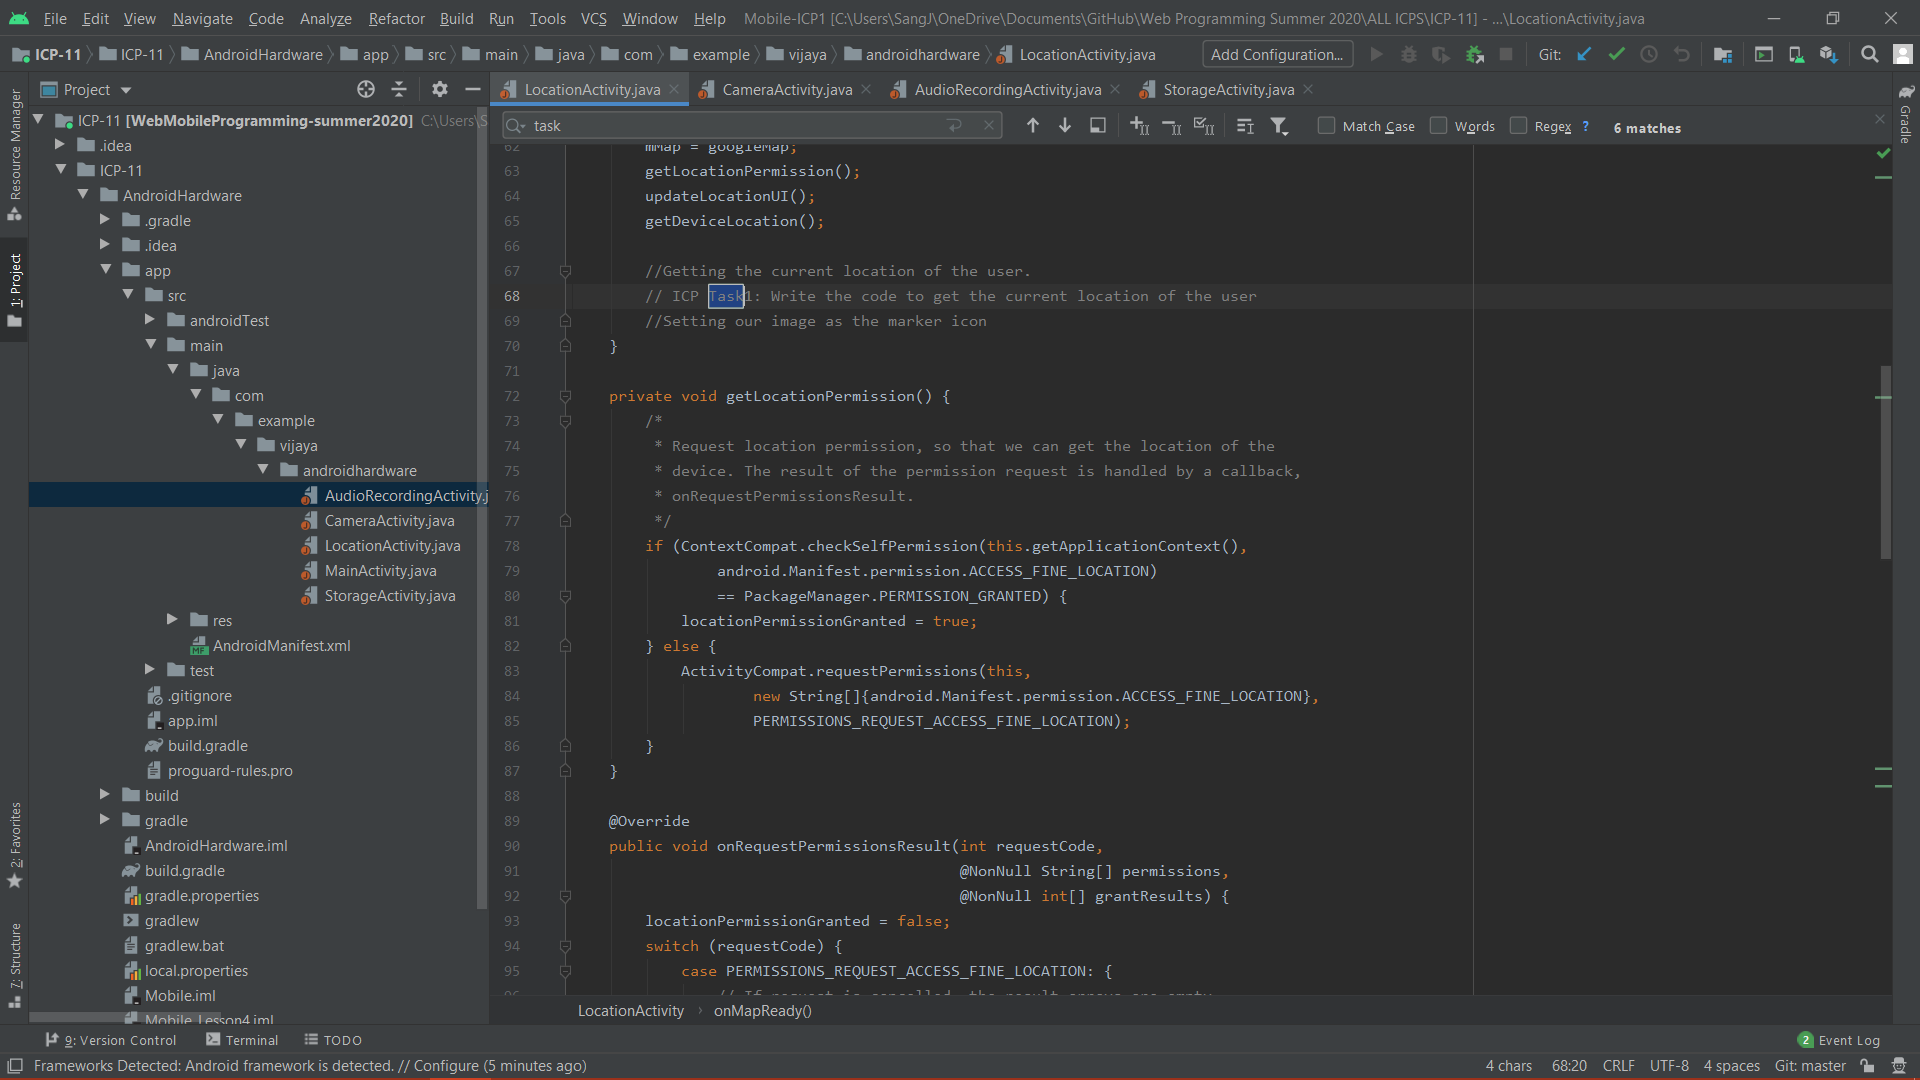 File Edit View Navigate Code Analyze Refactor Build Run Tools VCS Window Help Mobile-ICP1 [C:\Users\SangJ\OneDrive\Documents\GitHub\Web Programming Summer 2020\ALL ICPS\ICP-11] - ...\LocationActivity.java
ICP-11 ICP-11 AndroidHardware app src main java com example vijaya androidhardware LocationActivity.java Add Configuration... Git:
Project
LocationActivity.java CameraActivity.java AudioRecordingActivity.java StorageActivity.java
task Match Case Words Regex ? 6 matches
Resource Manager
1: Project
2: Favorites
7: Structure
Gradle
ICP-11 [WebMobileProgramming-summer2020] C:\Users\S
.idea
ICP-11
AndroidHardware
.gradle
.idea
app
src
androidTest
main
java
com
example
vijaya
androidhardware
AudioRecordingActivity.j
CameraActivity.java
LocationActivity.java
MainActivity.java
StorageActivity.java
res
AndroidManifest.xml
test
.gitignore
app.iml
build.gradle
proguard-rules.pro
build
gradle
AndroidHardware.iml
build.gradle
gradle.properties
gradlew
gradlew.bat
local.properties
Mobile.iml
Mobile_Lesson4.iml
62 mMap = googleMap;
63 getLocationPermission();
64 updateLocationUI();
65 getDeviceLocation();
66
67 //Getting the current location of the user.
68 // ICP Task1: Write the code to get the current location of the user
69 //Setting our image as the marker icon
70 }
71
72 private void getLocationPermission() {
73 /*
74 * Request location permission, so that we can get the location of the
75 * device. The result of the permission request is handled by a callback,
76 * onRequestPermissionsResult.
77 */
78 if (ContextCompat.checkSelfPermission(this.getApplicationContext(),
79 android.Manifest.permission.ACCESS_FINE_LOCATION)
80 == PackageManager.PERMISSION_GRANTED) {
81 locationPermissionGranted = true;
82 } else {
83 ActivityCompat.requestPermissions(this,
84 new String[]{android.Manifest.permission.ACCESS_FINE_LOCATION},
85 PERMISSIONS_REQUEST_ACCESS_FINE_LOCATION);
86 }
87 }
88
89 @Override
90 public void onRequestPermissionsResult(int requestCode,
91 @NonNull String[] permissions,
92 @NonNull int[] grantResults) {
93 locationPermissionGranted = false;
94 switch (requestCode) {
95 case PERMISSIONS_REQUEST_ACCESS_FINE_LOCATION: {
96 // If request is cancelled, the result arrays are empty.
LocationActivity › onMapReady()
9: Version Control Terminal TODO 2 Event Log
Frameworks Detected: Android framework is detected. // Configure (5 minutes ago) 4 chars 68:20 CRLF UTF-8 4 spaces Git: master